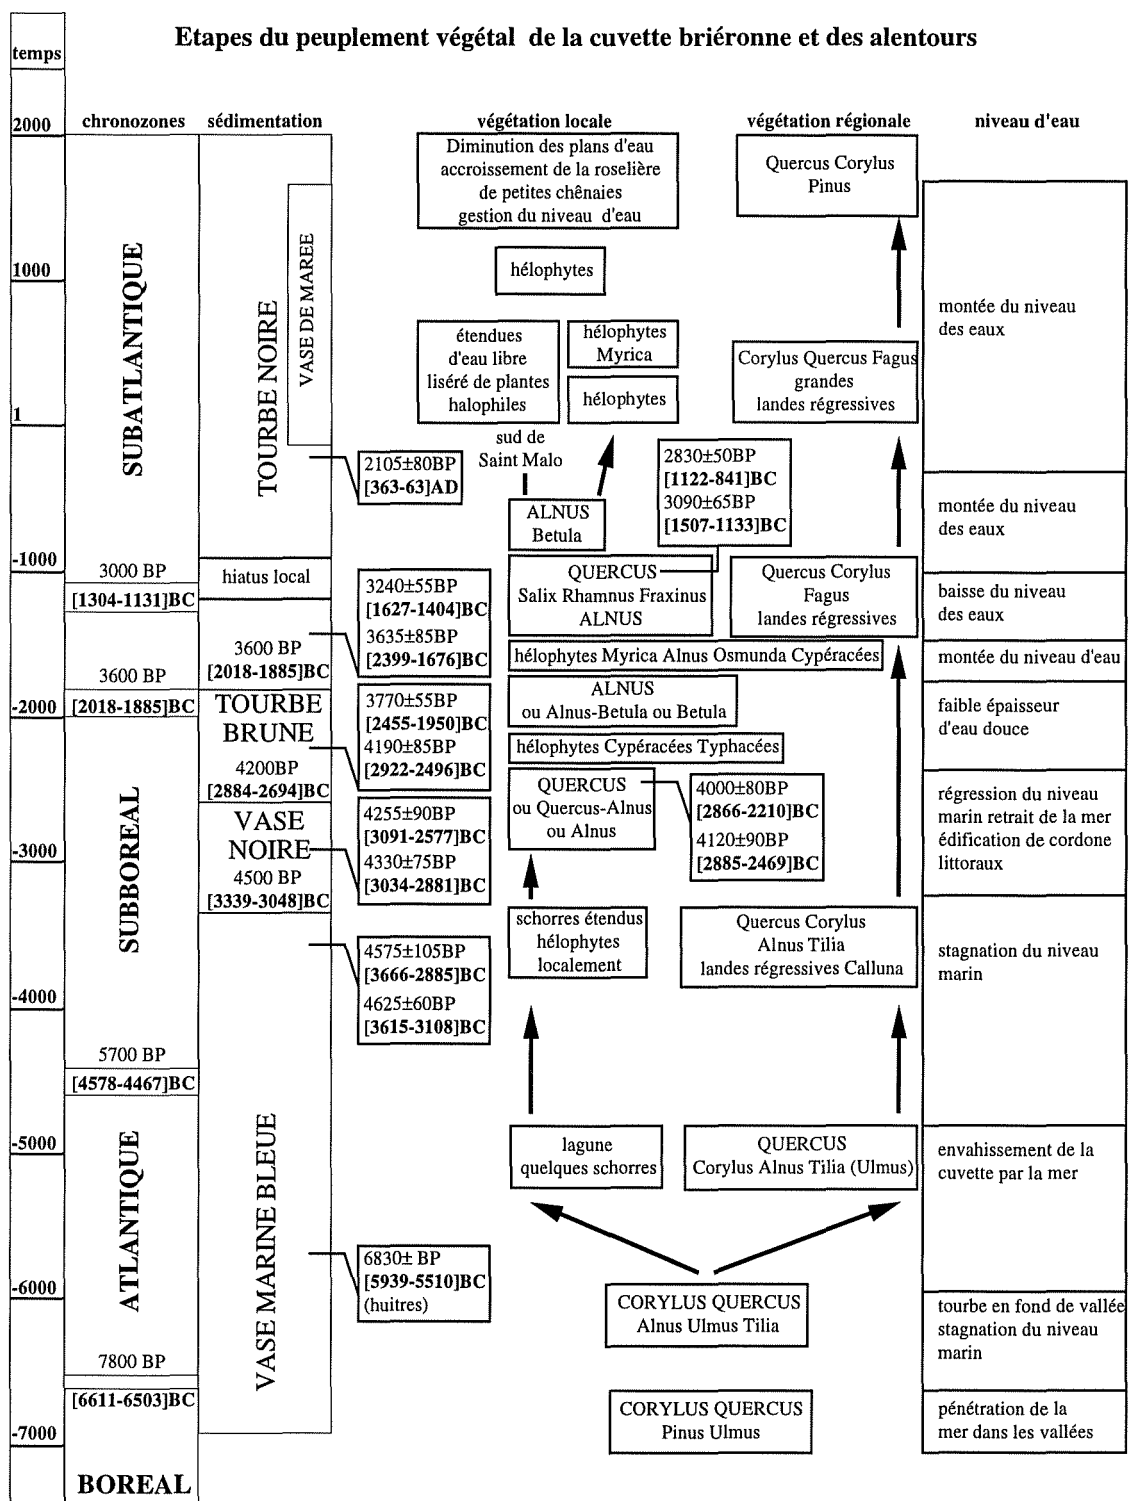 Etapes du peuplement végétal de la cuvette briéronne et des alentours
temps
chronozones
sédimentation
végétation locale
végétation régionale
niveau d'eau
2000
1000
1
-1000
-2000
-3000
-4000
-5000
-6000
-7000
SUBATLANTIQUE
3000 BP
[1304-1131]BC
3600 BP
[2018-1885]BC
SUBBOREAL
5700 BP
[4578-4467]BC
ATLANTIQUE
7800 BP
[6611-6503]BC
BOREAL
TOURBE NOIRE
VASE DE MAREE
hiatus local
3600 BP
[2018-1885]BC
TOURBE
BRUNE
4200BP
[2884-2694]BC
VASE
NOIRE
4500 BP
[3339-3048]BC
VASE MARINE BLEUE
2105±80BP
[363-63]AD
3240±55BP
[1627-1404]BC
3635±85BP
[2399-1676]BC
3770±55BP
[2455-1950]BC
4190±85BP
[2922-2496]BC
4255±90BP
[3091-2577]BC
4330±75BP
[3034-2881]BC
4575±105BP
[3666-2885]BC
4625±60BP
[3615-3108]BC
6830± BP
[5939-5510]BC
(huitres)
Diminution des plans d'eau
accroissement de la roselière
de petites chênaies
gestion du niveau d'eau
hélophytes
étendues
d'eau libre
liséré de plantes
halophiles
hélophytes
Myrica
hélophytes
sud de
Saint Malo
ALNUS
Betula
2830±50BP
[1122-841]BC
3090±65BP
[1507-1133]BC
QUERCUS
Salix Rhamnus Fraxinus
ALNUS
hélophytes Myrica Alnus Osmunda Cypéracées
ALNUS
ou Alnus-Betula ou Betula
hélophytes Cypéracées Typhacées
QUERCUS
ou Quercus-Alnus
ou Alnus
4000±80BP
[2866-2210]BC
4120±90BP
[2885-2469]BC
schorres étendus
hélophytes
localement
lagune
quelques schorres
CORYLUS QUERCUS
Alnus Ulmus Tilia
CORYLUS QUERCUS
Pinus Ulmus
Quercus Corylus
Pinus
Corylus Quercus Fagus
grandes
landes régressives
Quercus Corylus
Fagus
landes régressives
Quercus Corylus
Alnus Tilia
landes régressives Calluna
QUERCUS
Corylus Alnus Tilia (Ulmus)
montée du niveau
des eaux
montée du niveau
des eaux
baisse du niveau
des eaux
montée du niveau d'eau
faible épaisseur
d'eau douce
régression du niveau
marin retrait de la mer
édification de cordone
littoraux
stagnation du niveau
marin
envahissement de la
cuvette par la mer
tourbe en fond de vallée
stagnation du niveau
marin
pénétration de la
mer dans les vallées